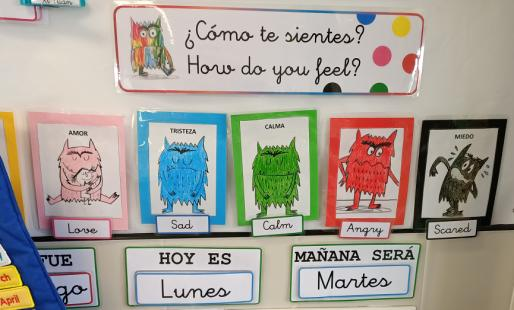 ¿Cómo te sientes?
How do you feel?
AMOR
TRISTEZA
CALMA
MIEDO
Love
Sad
Calm
Angry
Scared
FUE
HOY ES
MAÑANA SERÁ
go
Lunes
Martes
April